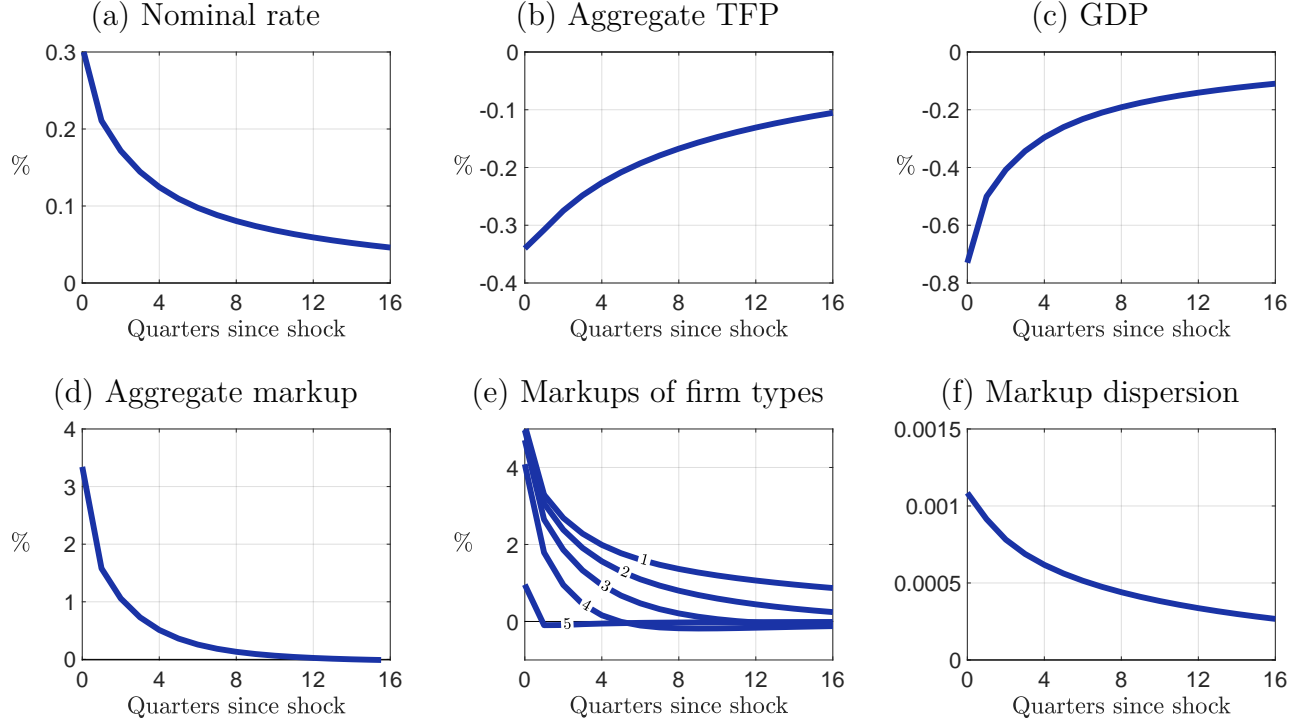 (a) Nominal rate
0.3
0.2
%
0.1
0
0 4 8 12 16
Quarters since shock
(b) Aggregate TFP
0
-0.1
% -0.2
-0.3
-0.4
0 4 8 12 16
Quarters since shock
(c) GDP
0
-0.2
% -0.4
-0.6
-0.8
0 4 8 12 16
Quarters since shock
(d) Aggregate markup
4
3
% 2
1
0
0 4 8 12 16
Quarters since shock
(e) Markups of firm types
4
% 2
0
1
2
3
4
5
0 4 8 12 16
Quarters since shock
(f) Markup dispersion
0.0015
0.001
0.0005
0
0 4 8 12 16
Quarters since shock